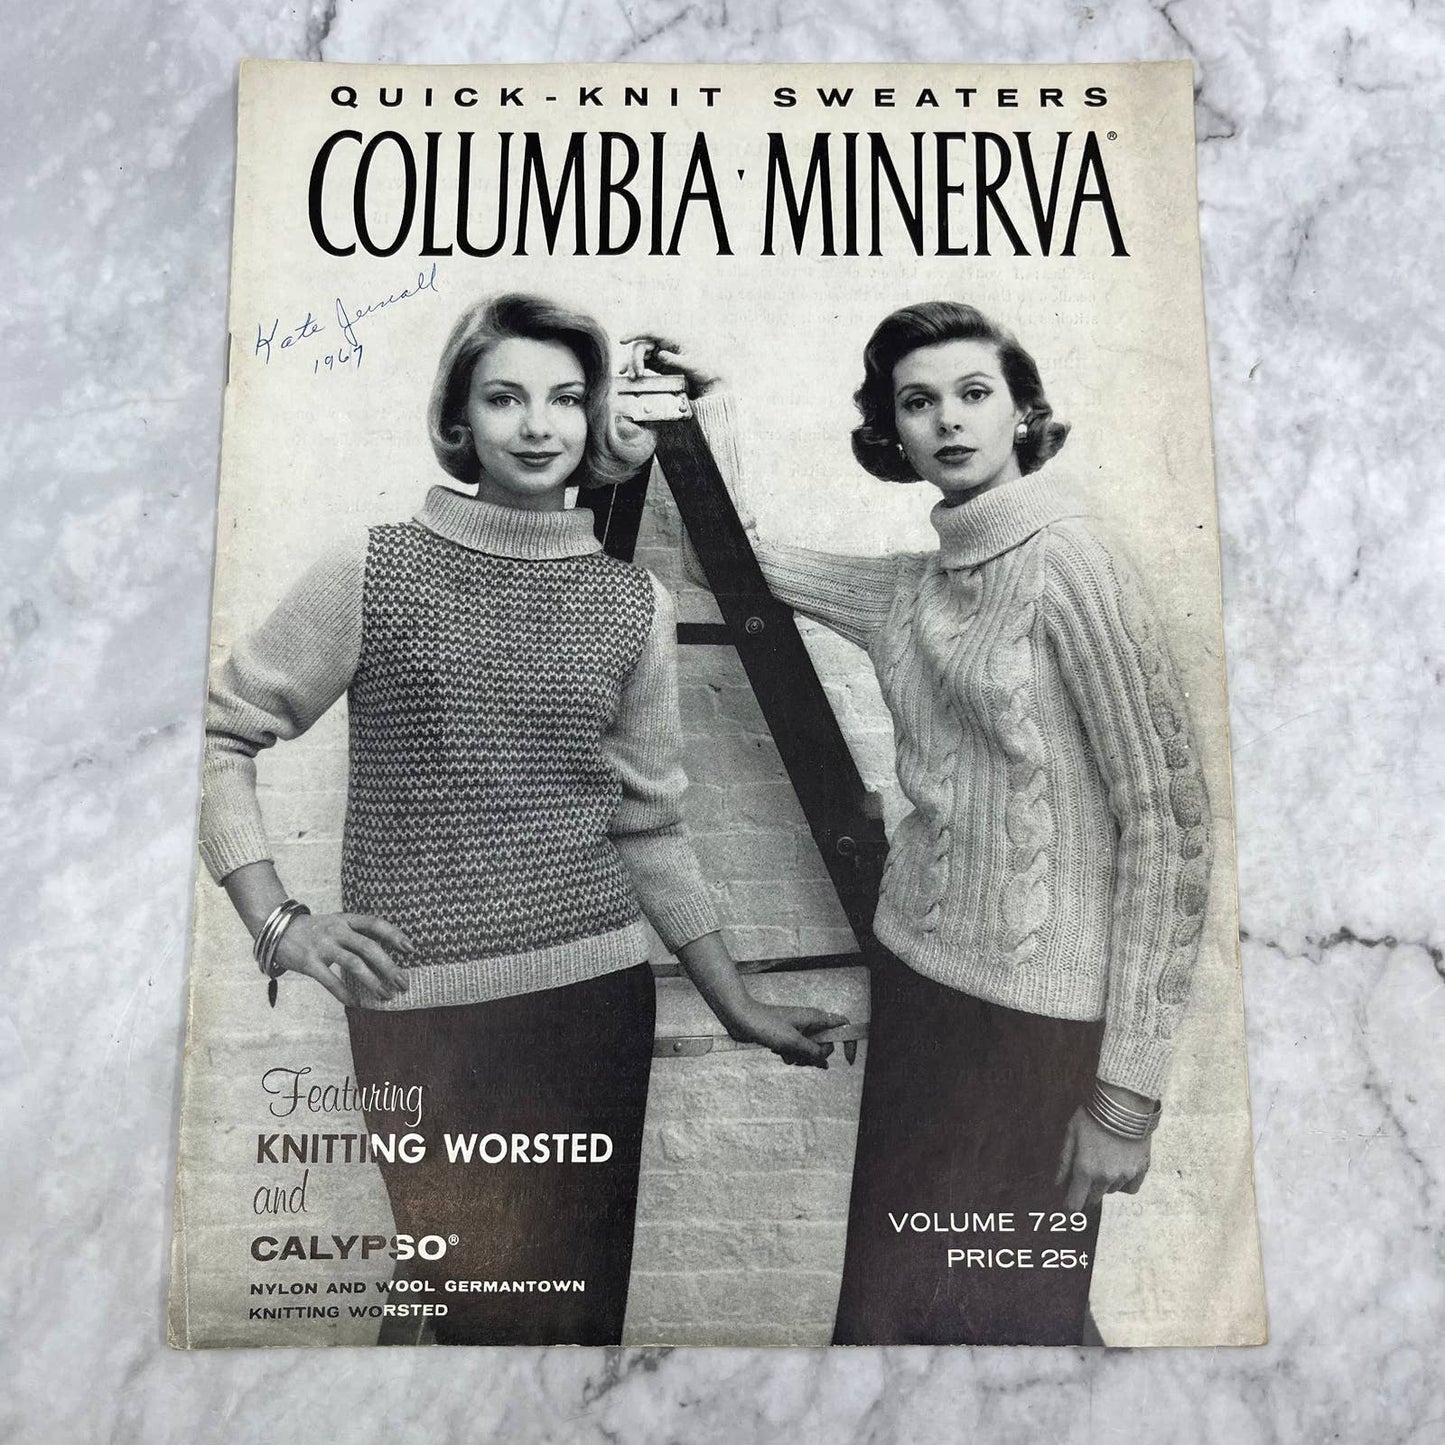 QUICK-KNIT SWEATERS
COLUMBIA·MINERVA®
Kate
1967
Featuring
KNITTING WORSTED
and
CALYPSO®
NYLON AND WOOL GERMANTOWN
KNITTING WORSTED
VOLUME 729
PRICE 25¢